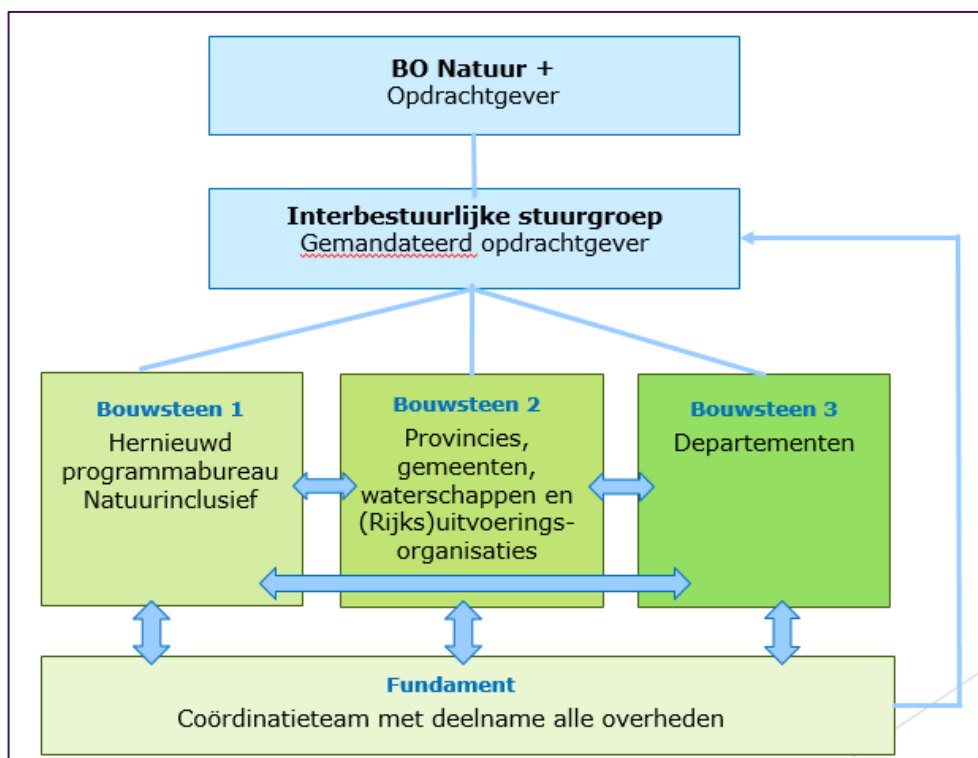 BO Natuur +
Opdrachtgever
Interbestuurlijke stuurgroep
Gemandateerd opdrachtgever
Bouwsteen 1
Hernieuwd
programmabureau
Natuurinclusief
Bouwsteen 2
Provincies,
gemeenten,
waterschappen en
(Rijks)uitvoerings-
organisaties
Bouwsteen 3
Departementen
Fundament
Coördinatieteam met deelname alle overheden